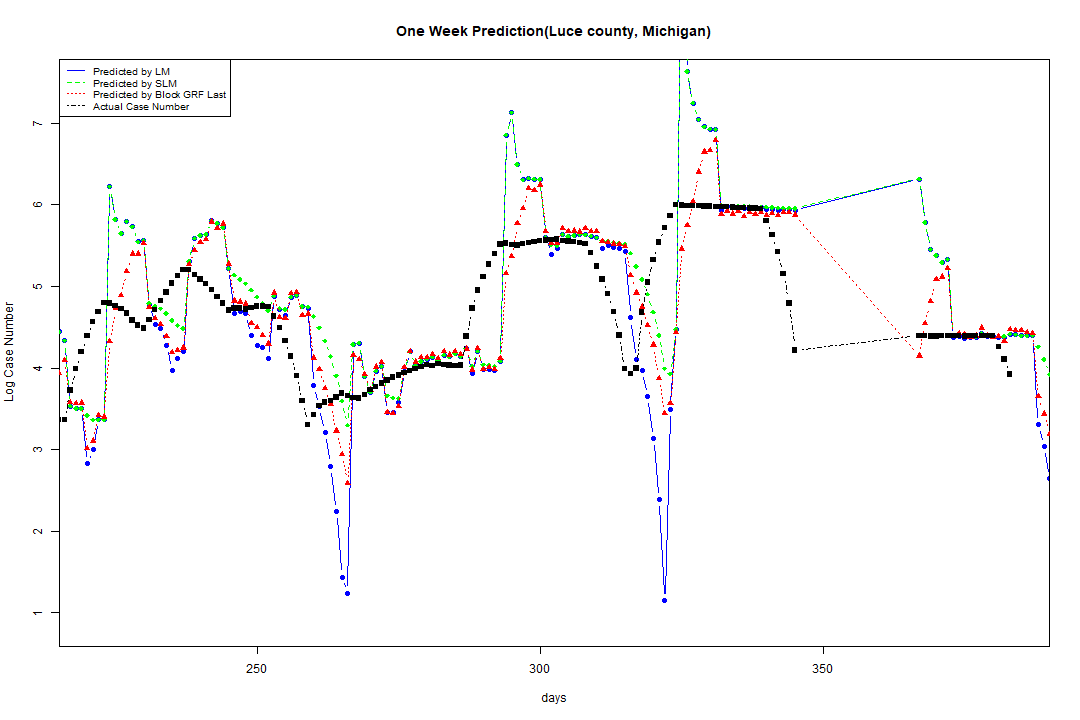 One Week Prediction(Luce county, Michigan)
Predicted by LM
Predicted by SLM
Predicted by Block GRF Last
Actual Case Number
Log Case Number
7
6
5
4
3
2
1
250
300
350
days